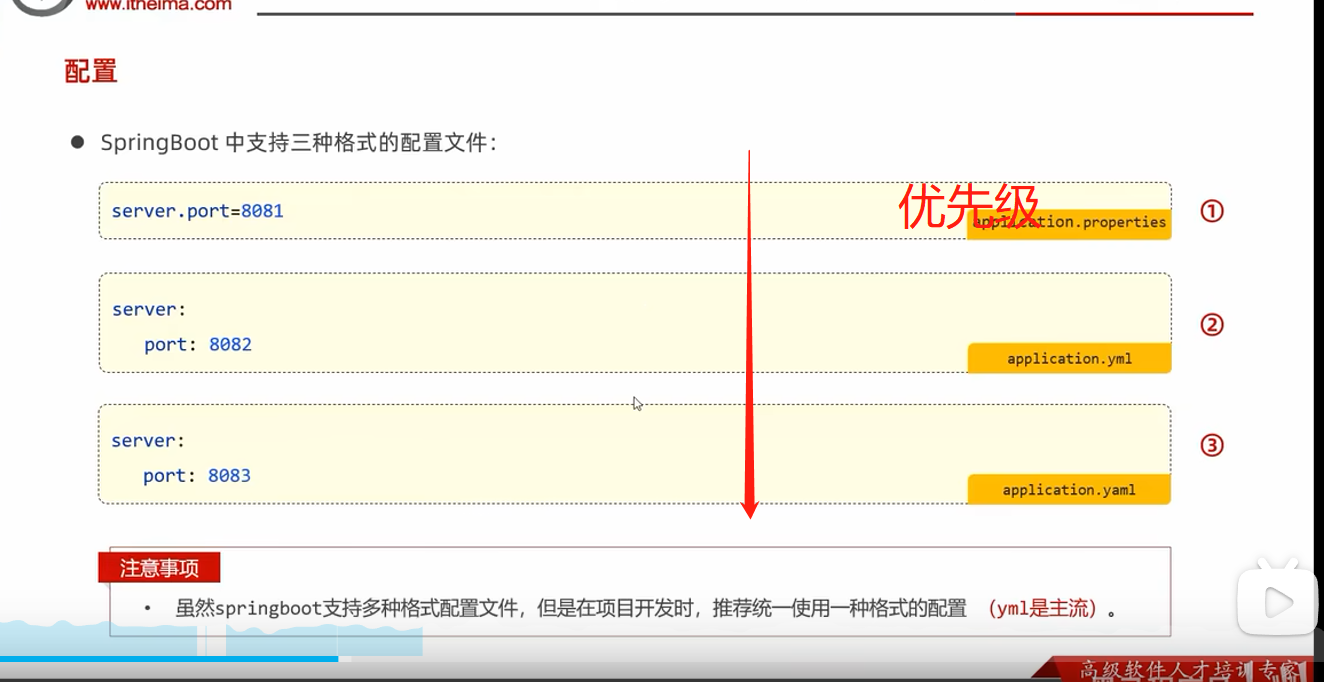 www.itheima.com
配置
● SpringBoot 中支持三种格式的配置文件：
server.port=8081
优先级
application.properties
①
server:
port: 8082
application.yml
②
server:
port: 8083
application.yaml
③
注意事项
• 虽然springboot支持多种格式配置文件，但是在项目开发时，推荐统一使用一种格式的配置 （yml是主流）。
高级软件人才培训专家